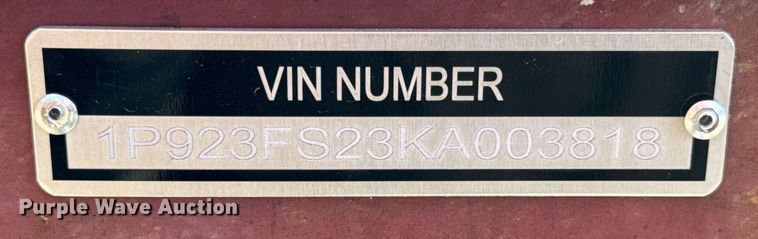 VIN NUMBER
1P923FS23KA003818
Purple Wave Auction